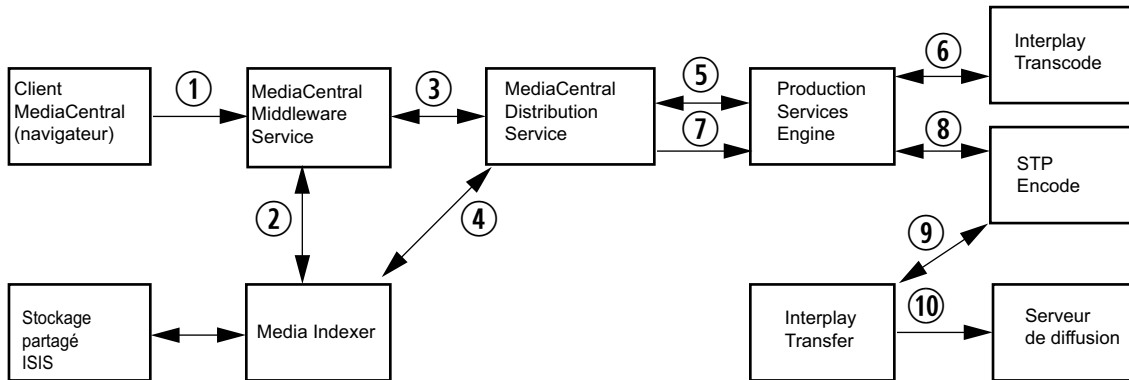 Client
MediaCentral
(navigateur)
1
MediaCentral
Middleware
Service
3
MediaCentral
Distribution
Service
5
7
Production
Services
Engine
6
Interplay
Transcode
8
STP
Encode
2
4
9
Stockage
partagé
ISIS
Media Indexer
Interplay
Transfer
10
Serveur
de diffusion